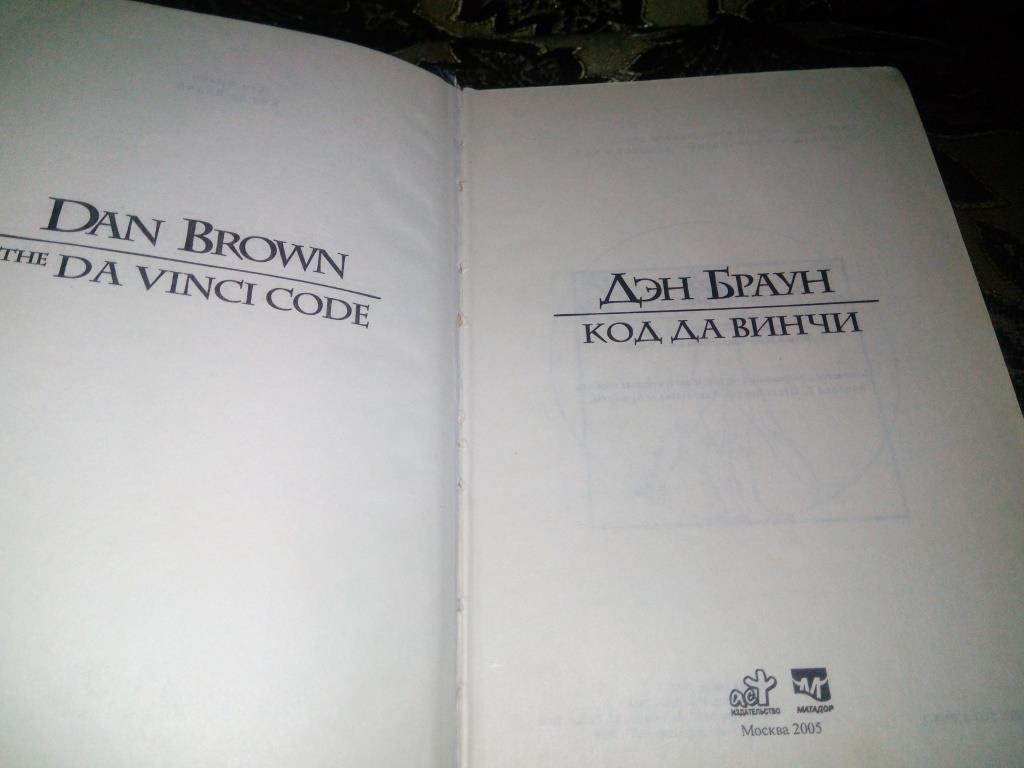 DAN BROWN
THE DA VINCI CODE
ДЭН БРАУН
КОД ДА ВИНЧИ
аст
ИЗДАТЕЛЬСТВО
МАТАДОР
Москва 2005